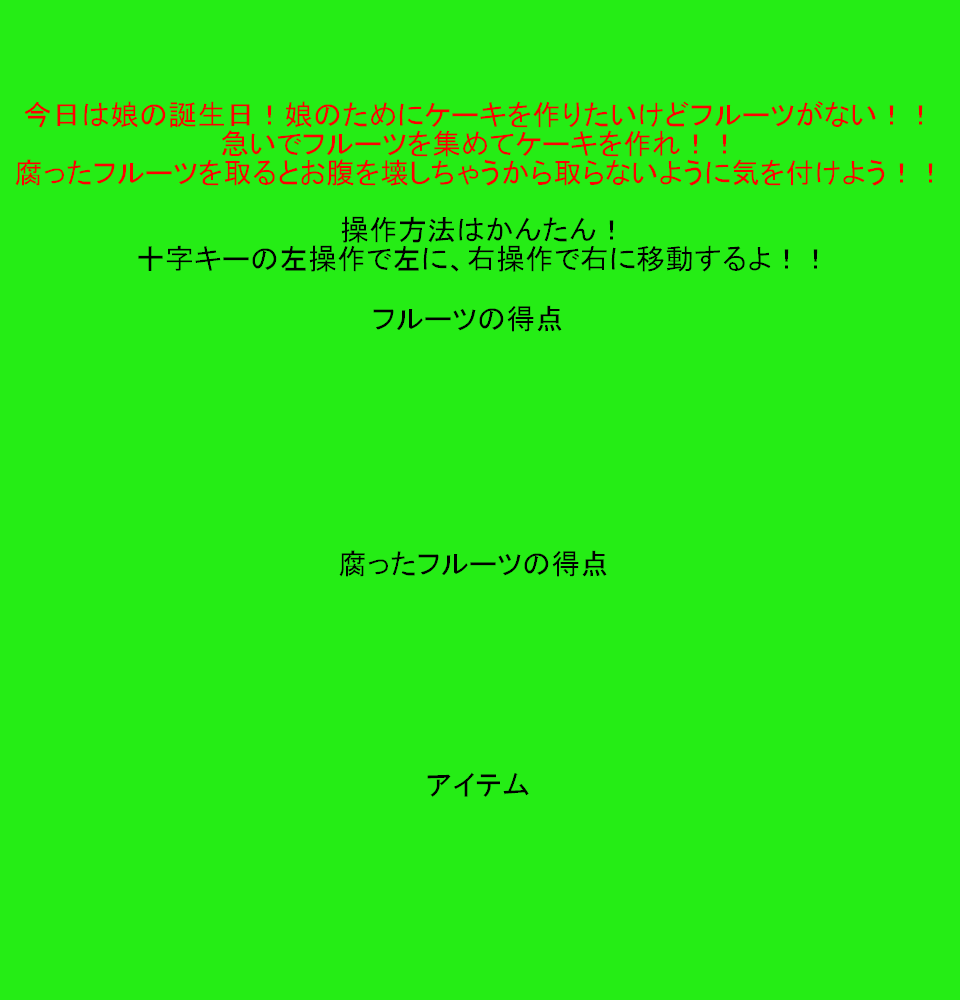 今日は娘の誕生日！娘のためにケーキを作りたいけどフルーツがない！！
急いでフルーツを集めてケーキを作れ！！
腐ったフルーツを取るとお腹を壊しちゃうから取らないように気を付けよう！！
操作方法はかんたん！
十字キーの左操作で左に、右操作で右に移動するよ！！
フルーツの得点
腐ったフルーツの得点
アイテム